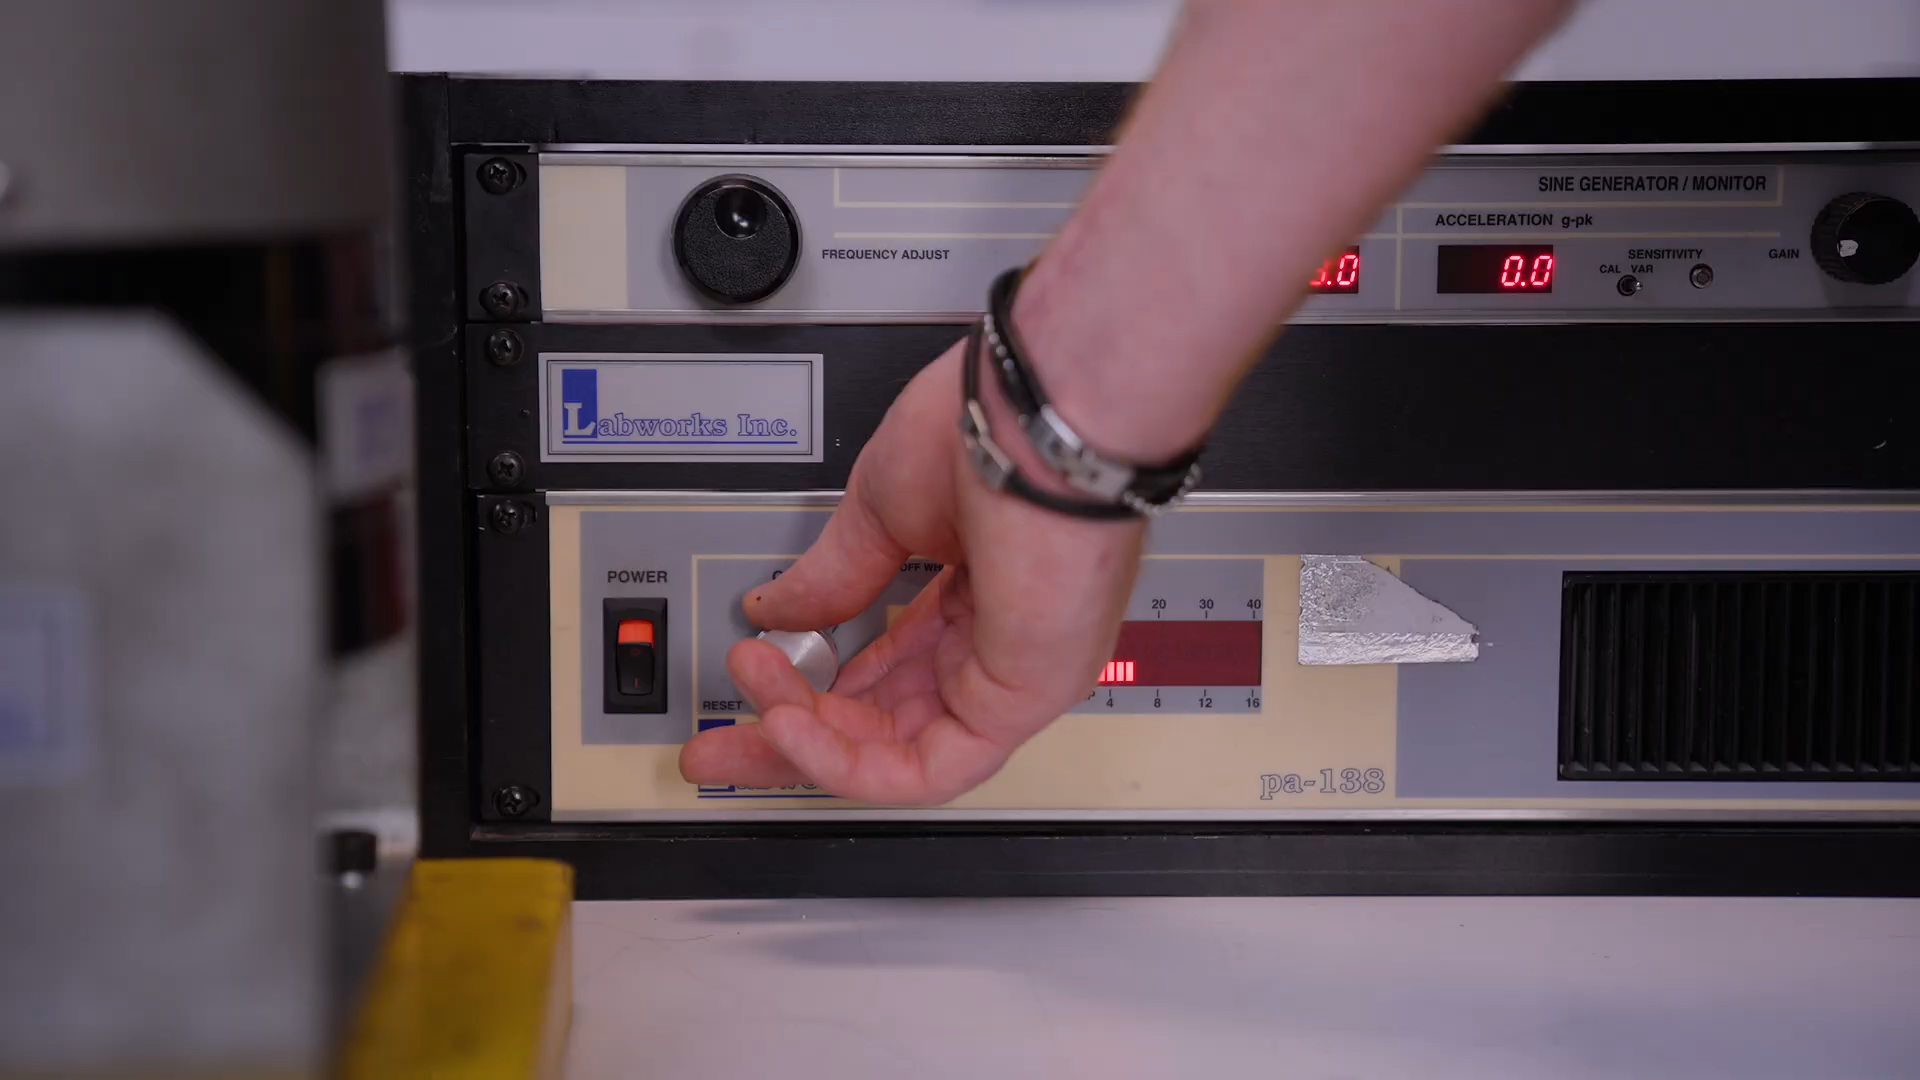 SINE GENERATOR / MONITOR
ACCELERATION g-pk
FREQUENCY ADJUST
SENSITIVITY
CAL VAR
GAIN
0.0
Labworks Inc.
POWER
OFF
20 30 40
RESET
4 8 12 16
pa-138